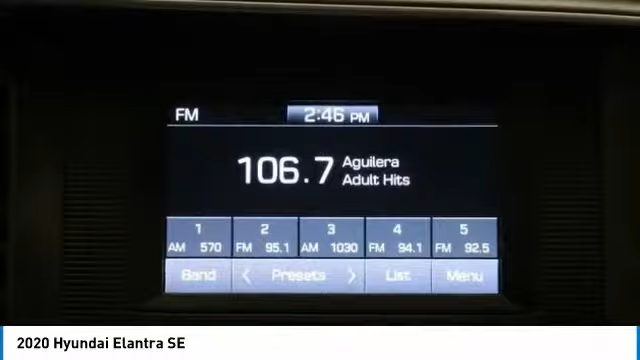 FM 2:46 PM
106.7 Aguilera
Adult Hits
1 2 3 4 5
AM 570 FM 95.1 AM 1030 FM 94.1 FM 92.5
Band < Presets > List Menu
2020 Hyundai Elantra SE